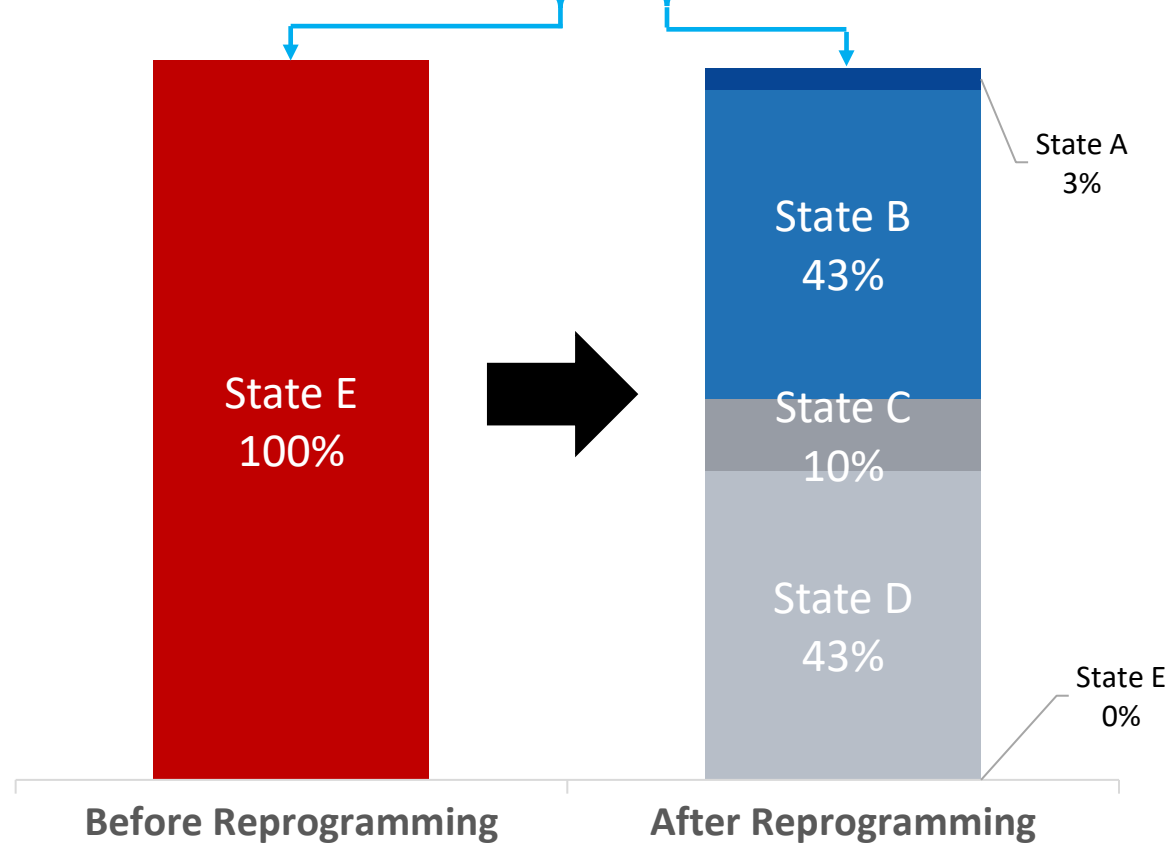 State E
100%
State A
3%
State B
43%
State C
10%
State D
43%
State E
0%
Before Reprogramming
After Reprogramming